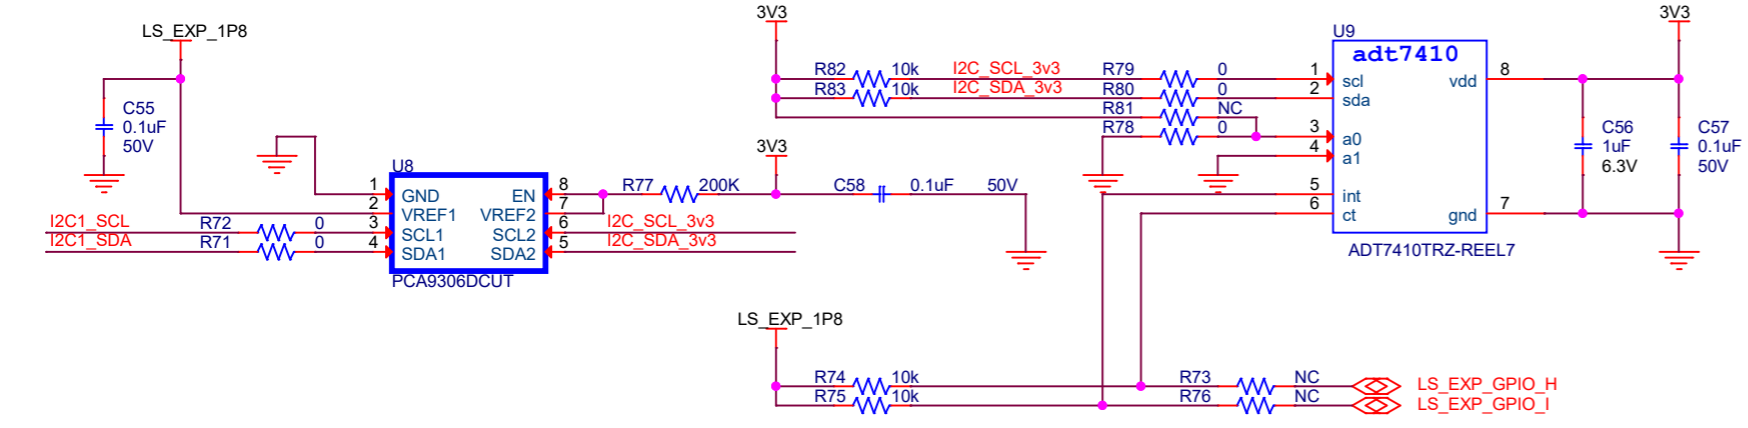 LS_EXP_1P8
C55
0.1uF
50V
I2C1_SCL
I2C1_SDA
R72 0
R71 0
U8
1 GND
2 VREF1
3 SCL1
4 SDA1
EN 8
VREF2 7
SCL2 6
SDA2 5
PCA9306DCUT
R77 200K
3V3
C58 0.1uF 50V
I2C_SCL_3v3
I2C_SDA_3v3
3V3
R82 10k I2C_SCL_3v3 R79 0
R83 10k I2C_SDA_3v3 R80 0
R81 NC
R78 0
U9
adt7410
1 scl
2 sda
3 a0
4 a1
5 int
6 ct
vdd 8
gnd 7
ADT7410TRZ-REEL7
3V3
C56
1uF
6.3V
C57
0.1uF
50V
LS_EXP_1P8
R74 10k R73 NC LS_EXP_GPIO_H
R75 10k R76 NC LS_EXP_GPIO_I